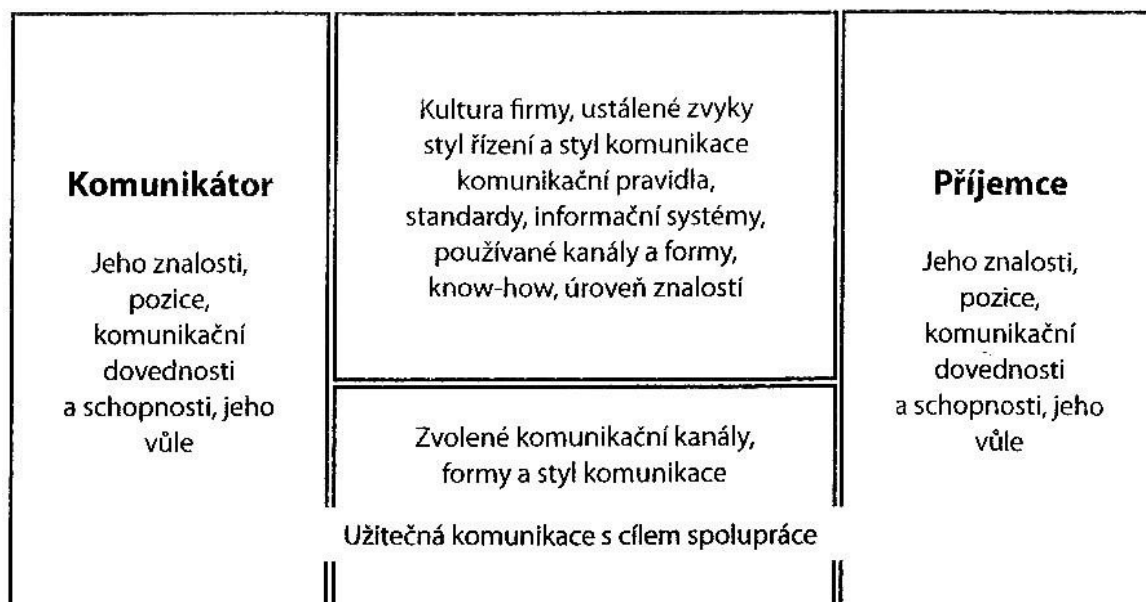 Komunikátor
Jeho znalosti,
pozice,
komunikační
dovednosti
a schopnosti, jeho
vůle
Kultura firmy, ustálené zvyky
styl řízení a styl komunikace
komunikační pravidla,
standardy, informační systémy,
používané kanály a formy,
know-how, úroveň znalostí
Zvolené komunikační kanály,
formy a styl komunikace
Užitečná komunikace s cílem spolupráce
Příjemce
Jeho znalosti,
pozice,
komunikační
dovednosti
a schopnosti, jeho
vůle